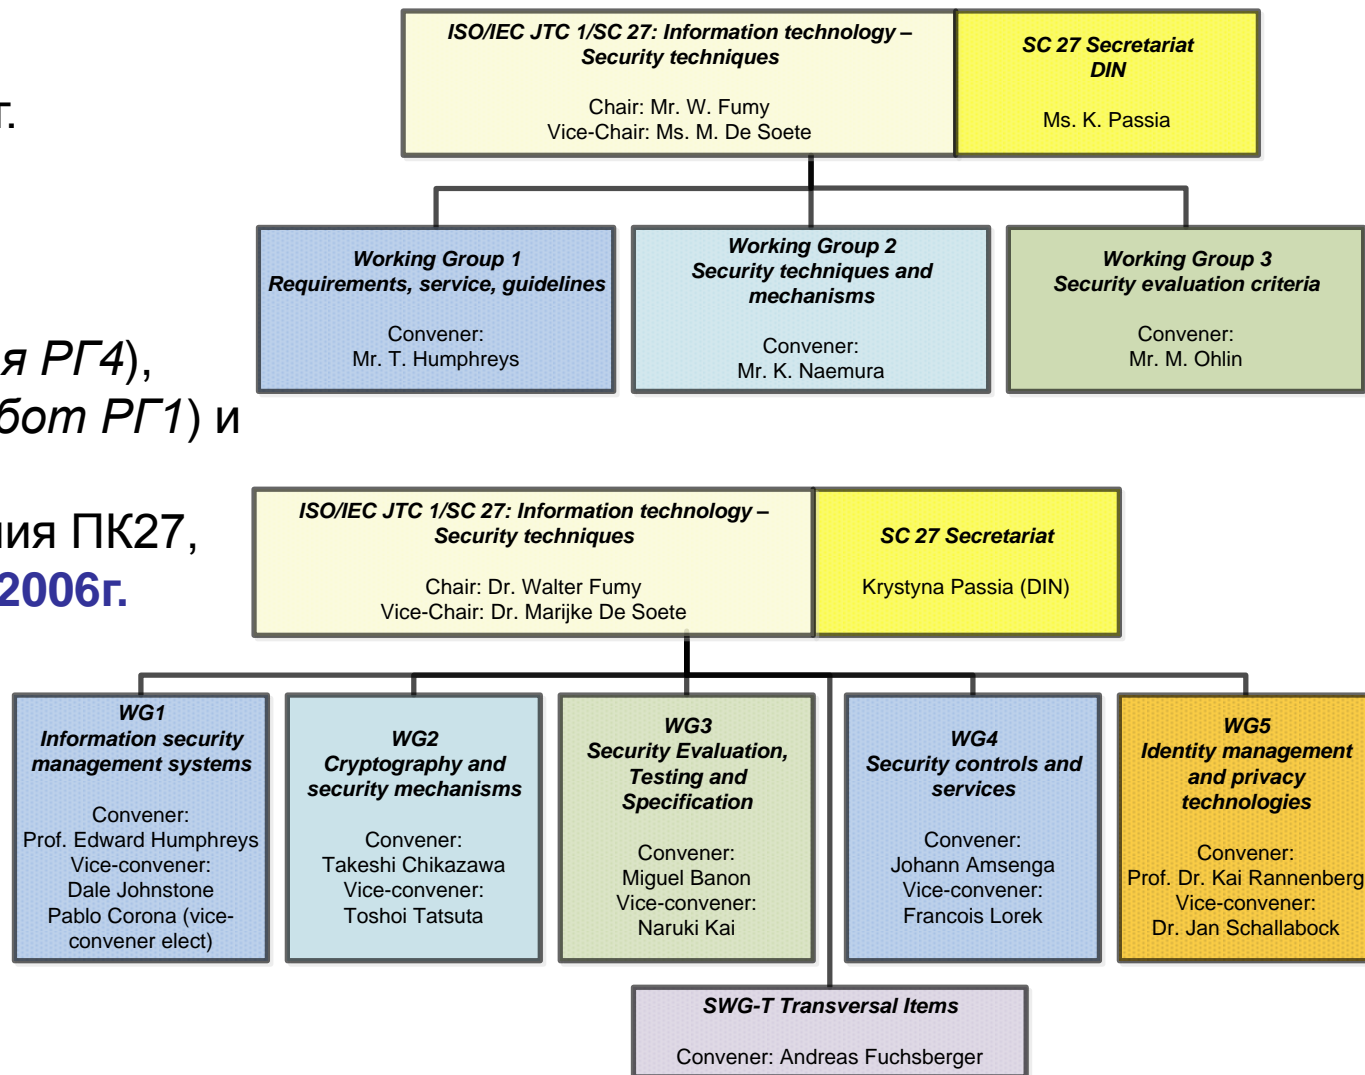 ISO/IEC JTC 1/SC 27: Information technology –
Security techniques
Chair: Mr. W. Fumy
Vice-Chair: Ms. M. De Soete
SC 27 Secretariat
DIN
Ms. K. Passia
г.
Working Group 1
Requirements, service, guidelines
Convener:
Mr. T. Humphreys
Working Group 2
Security techniques and
mechanisms
Convener:
Mr. K. Naemura
Working Group 3
Security evaluation criteria
Convener:
Mr. M. Ohlin
я РГ4),
бот РГ1) и
ния ПК27,
2006г.
ISO/IEC JTC 1/SC 27: Information technology –
Security techniques
Chair: Dr. Walter Fumy
Vice-Chair: Dr. Marijke De Soete
SC 27 Secretariat
Krystyna Passia (DIN)
WG1
Information security
management systems
Convener:
Prof. Edward Humphreys
Vice-convener:
Dale Johnstone
Pablo Corona (vice-
convener elect)
WG2
Cryptography and
security mechanisms
Convener:
Takeshi Chikazawa
Vice-convener:
Toshoi Tatsuta
WG3
Security Evaluation,
Testing and
Specification
Convener:
Miguel Banon
Vice-convener:
Naruki Kai
WG4
Security controls and
services
Convener:
Johann Amsenga
Vice-convener:
Francois Lorek
WG5
Identity management
and privacy
technologies
Convener:
Prof. Dr. Kai Rannenberg
Vice-convener:
Dr. Jan Schallabock
SWG-T Transversal Items
Convener: Andreas Fuchsberger